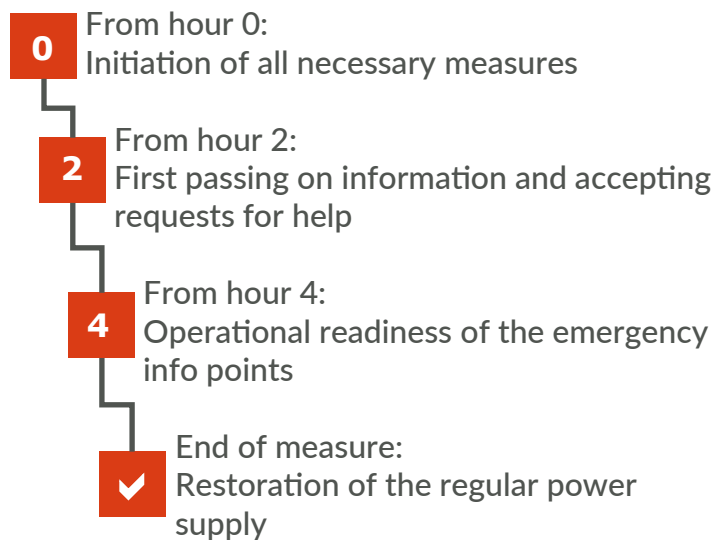 0
From hour 0:
Initiation of all necessary measures
2
From hour 2:
First passing on information and accepting
requests for help
4
From hour 4:
Operational readiness of the emergency
info points
End of measure:
Restoration of the regular power
supply